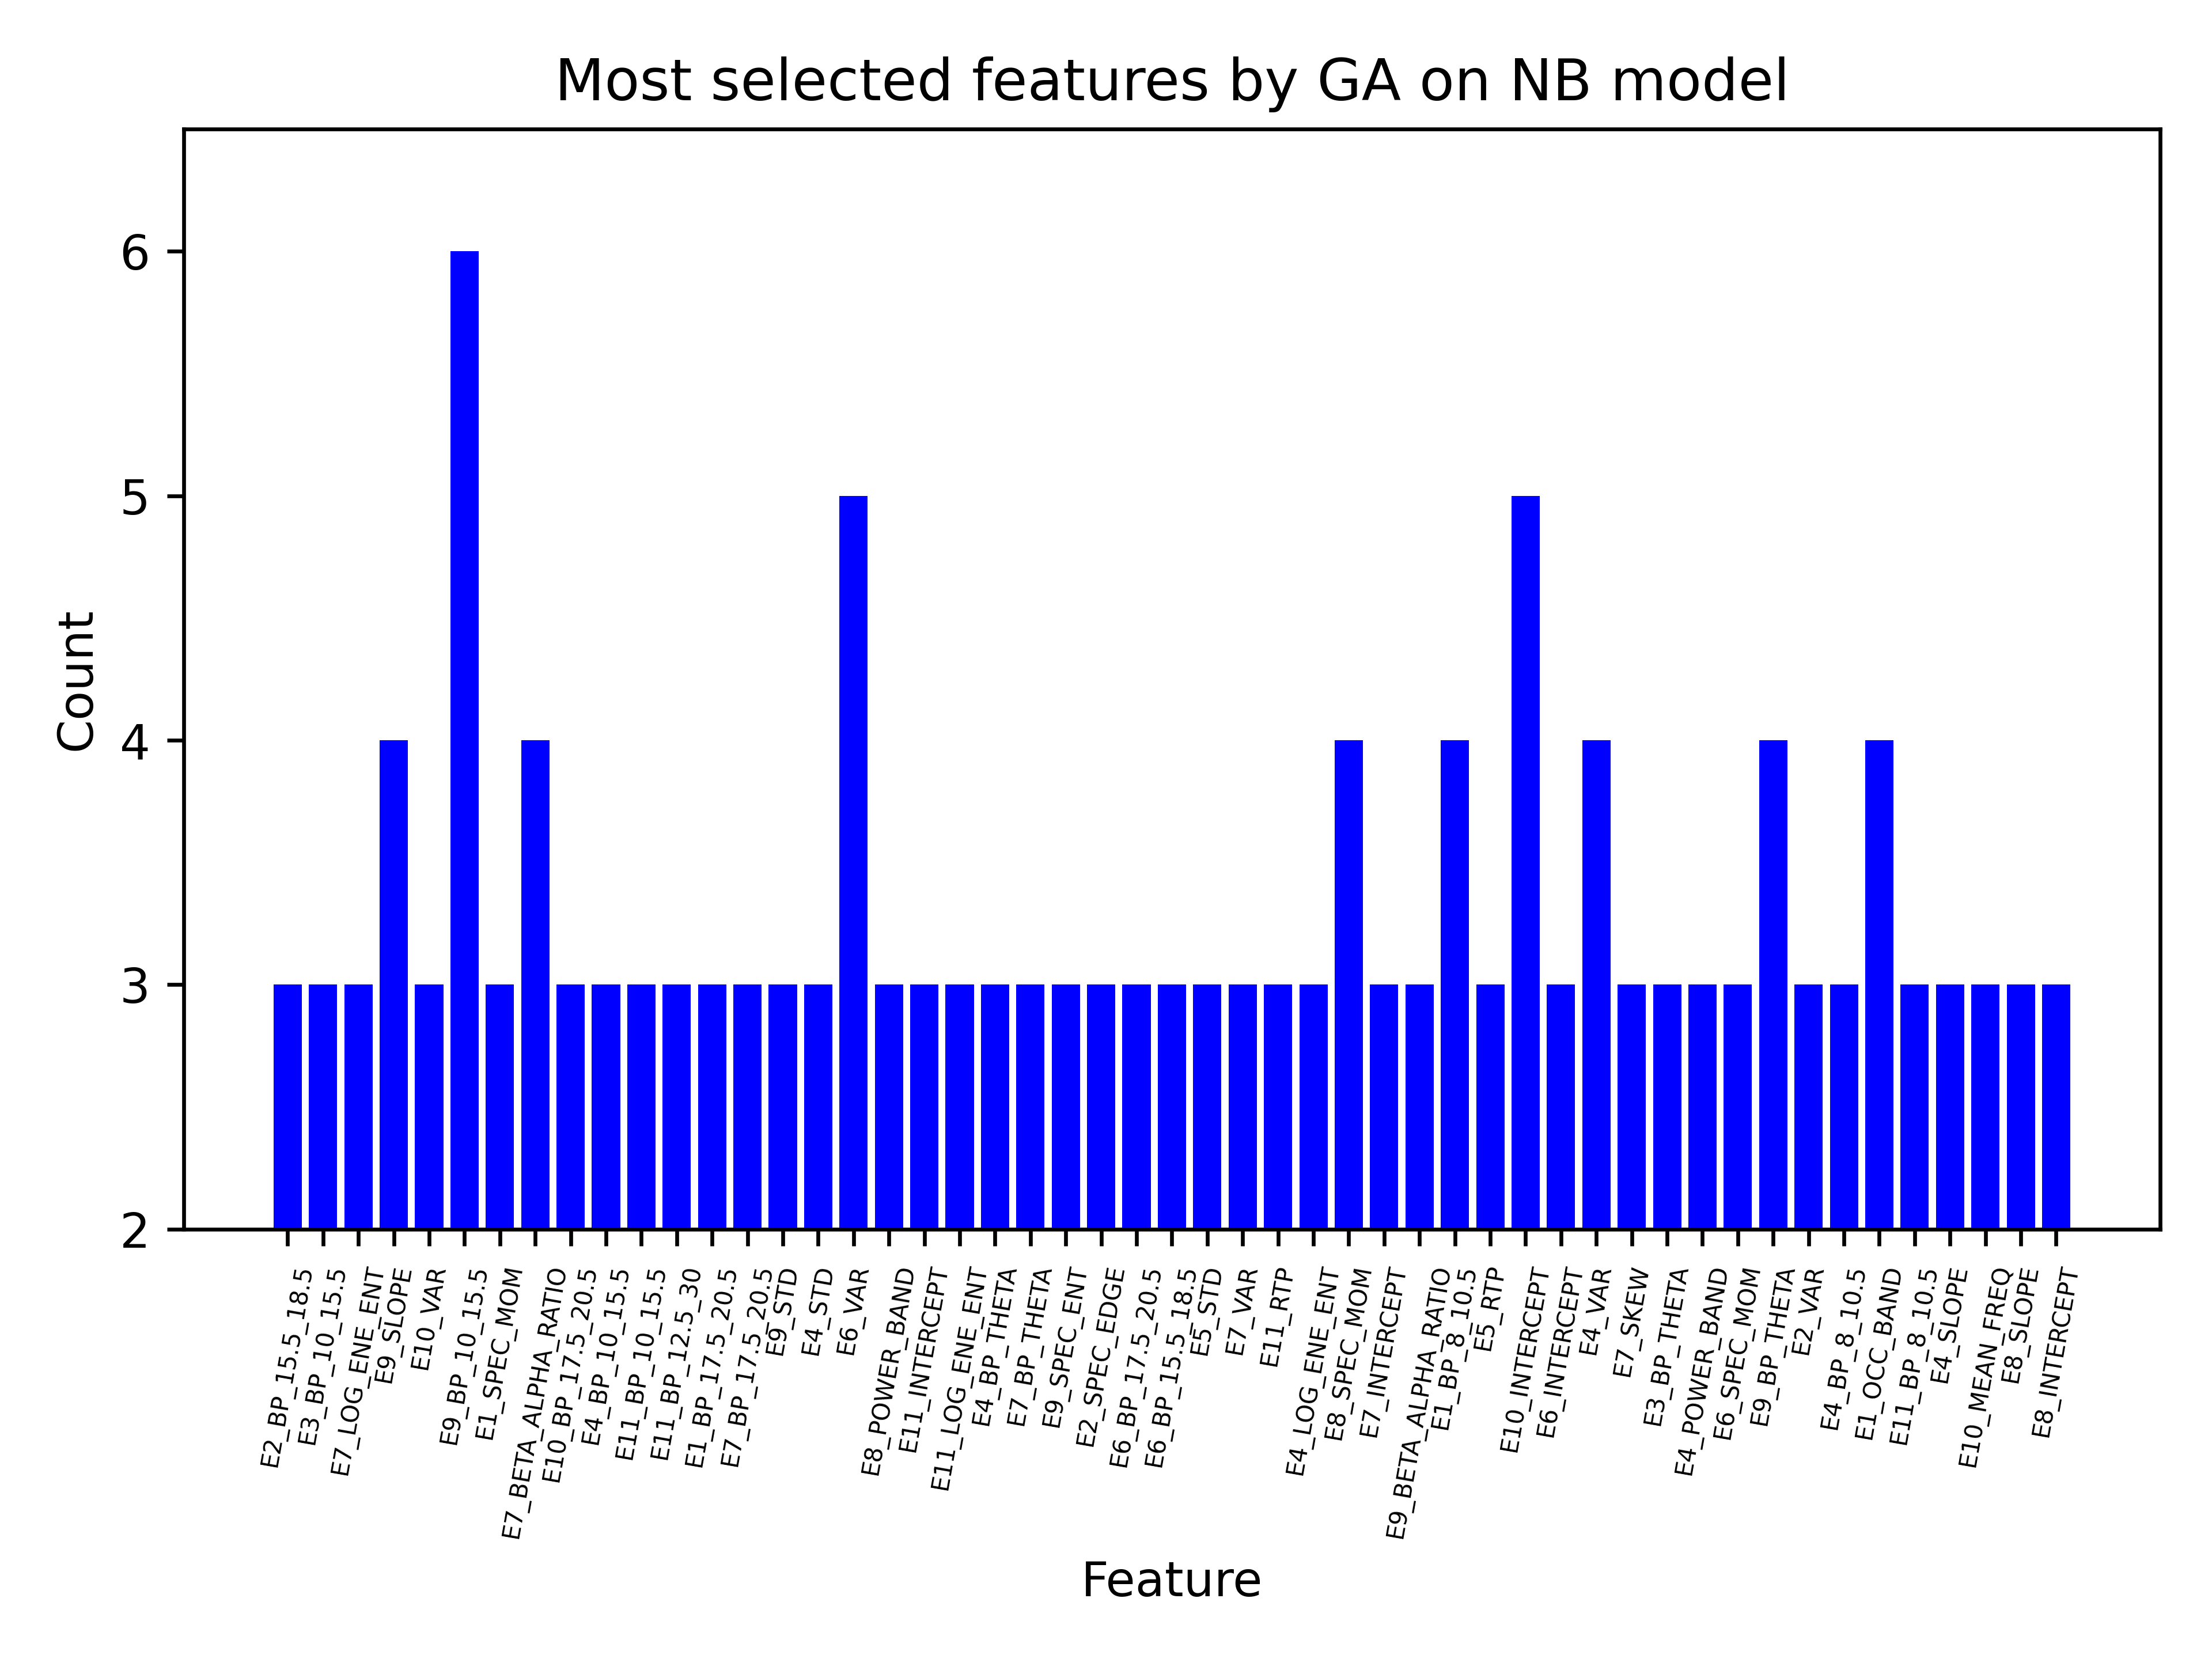 Most selected features by GA on NB model
6
5
4
3
2
Count
E2_BP_15.5_18.5
E3_BP_10_15.5
E7_LOG_ENE_ENT
E9_SLOPE
E10_VAR
E9_BP_10_15.5
E1_SPEC_MOM
E7_BETA_ALPHA_RATIO
E10_BP_17.5_20.5
E4_BP_10_15.5
E11_BP_10_15.5
E11_BP_12.5_30
E1_BP_17.5_20.5
E7_BP_17.5_20.5
E9_STD
E4_STD
E6_VAR
E8_POWER_BAND
E11_INTERCEPT
E11_LOG_ENE_ENT
E4_BP_THETA
E7_BP_THETA
E9_SPEC_ENT
E2_SPEC_EDGE
E6_BP_17.5_20.5
E6_BP_15.5_18.5
E5_STD
E7_VAR
E11_RTP
E4_LOG_ENE_ENT
E8_SPEC_MOM
E7_INTERCEPT
E9_BETA_ALPHA_RATIO
E1_BP_8_10.5
E5_RTP
E10_INTERCEPT
E6_INTERCEPT
E4_VAR
E7_SKEW
E3_BP_THETA
E4_POWER_BAND
E6_SPEC_MOM
E9_BP_THETA
E2_VAR
E4_BP_8_10.5
E1_OCC_BAND
E11_BP_8_10.5
E4_SLOPE
E10_MEAN_FREQ
E8_SLOPE
E8_INTERCEPT
Feature